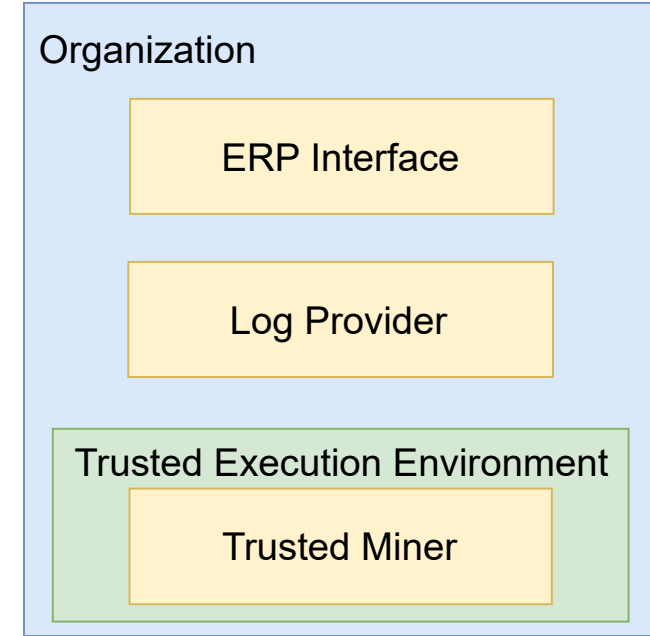 Organization
ERP Interface
Log Provider
Trusted Execution Environment
Trusted Miner